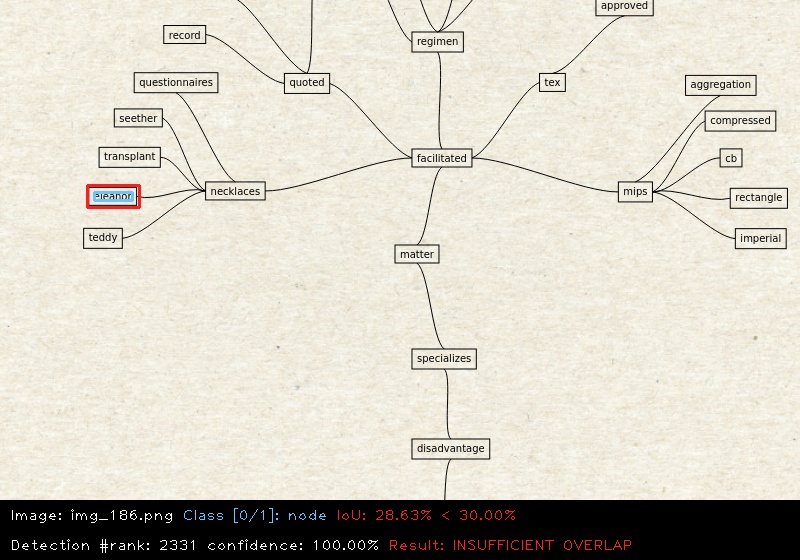 approved
record
regimen
questionnaires
quoted
tex
aggregation
seether
compressed
transplant
facilitated
cb
eleanor
necklaces
mips
rectangle
teddy
imperial
matter
specializes
disadvantage
Image: img_186.png Class [0/1]: node IoU: 28.63% < 30.00%
Detection #rank: 2331 confidence: 100.00% Result: INSUFFICIENT OVERLAP